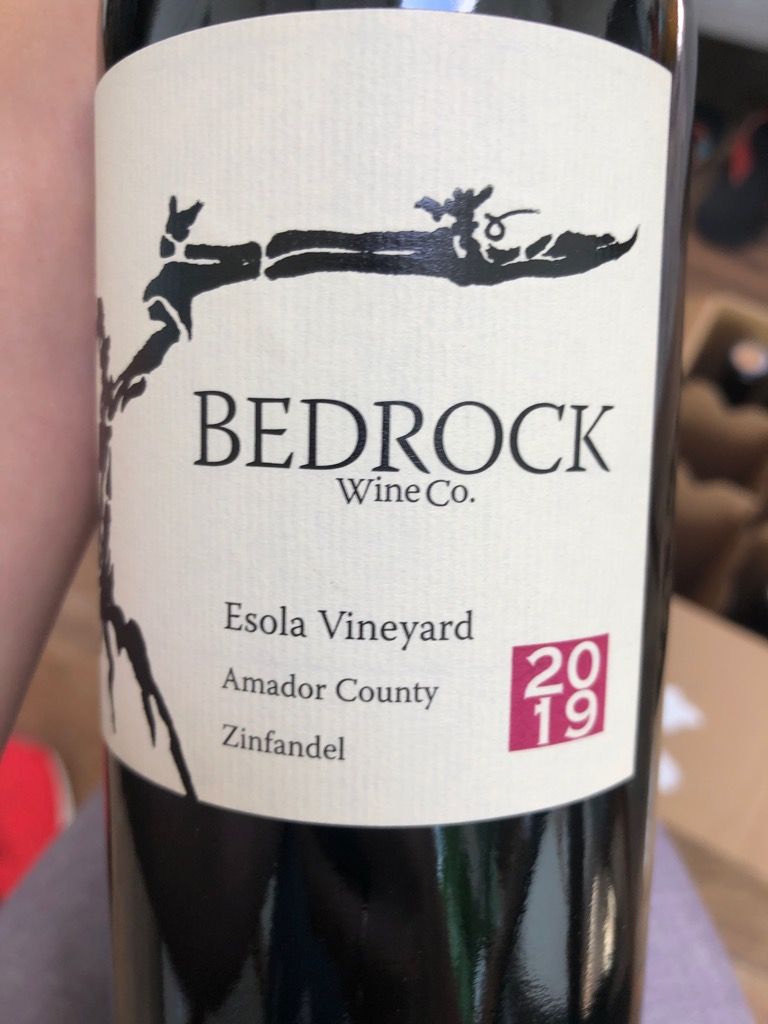 BEDROCK
Wine Co.
Esola Vineyard
Amador County
Zinfandel
20
19